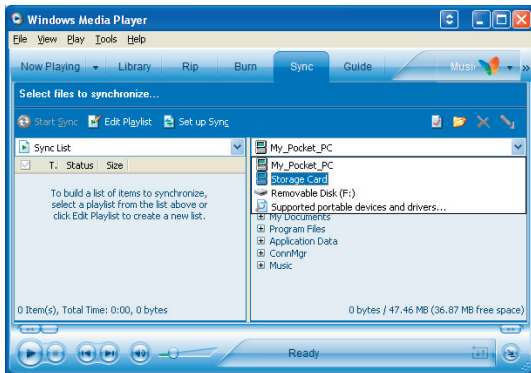 Windows Media Player
File View Play Tools Help
Now Playing Library Rip Burn Sync Guide Music
Select files to synchronize...
Start Sync Edit Playlist Set up Sync
Sync List
My_Pocket_PC
T. Status Size
My_Pocket_PC
Storage Card
Removable Disk (F:)
Supported portable devices and drivers...
To build a list of items to synchronize,
select a playlist from the list above or
click Edit Playlist to create a new list.
My Documents
Program Files
Application Data
ConnMgr
Music
0 Item(s), Total Time: 0:00, 0 bytes
0 bytes / 47.46 MB (36.87 MB free space)
Ready